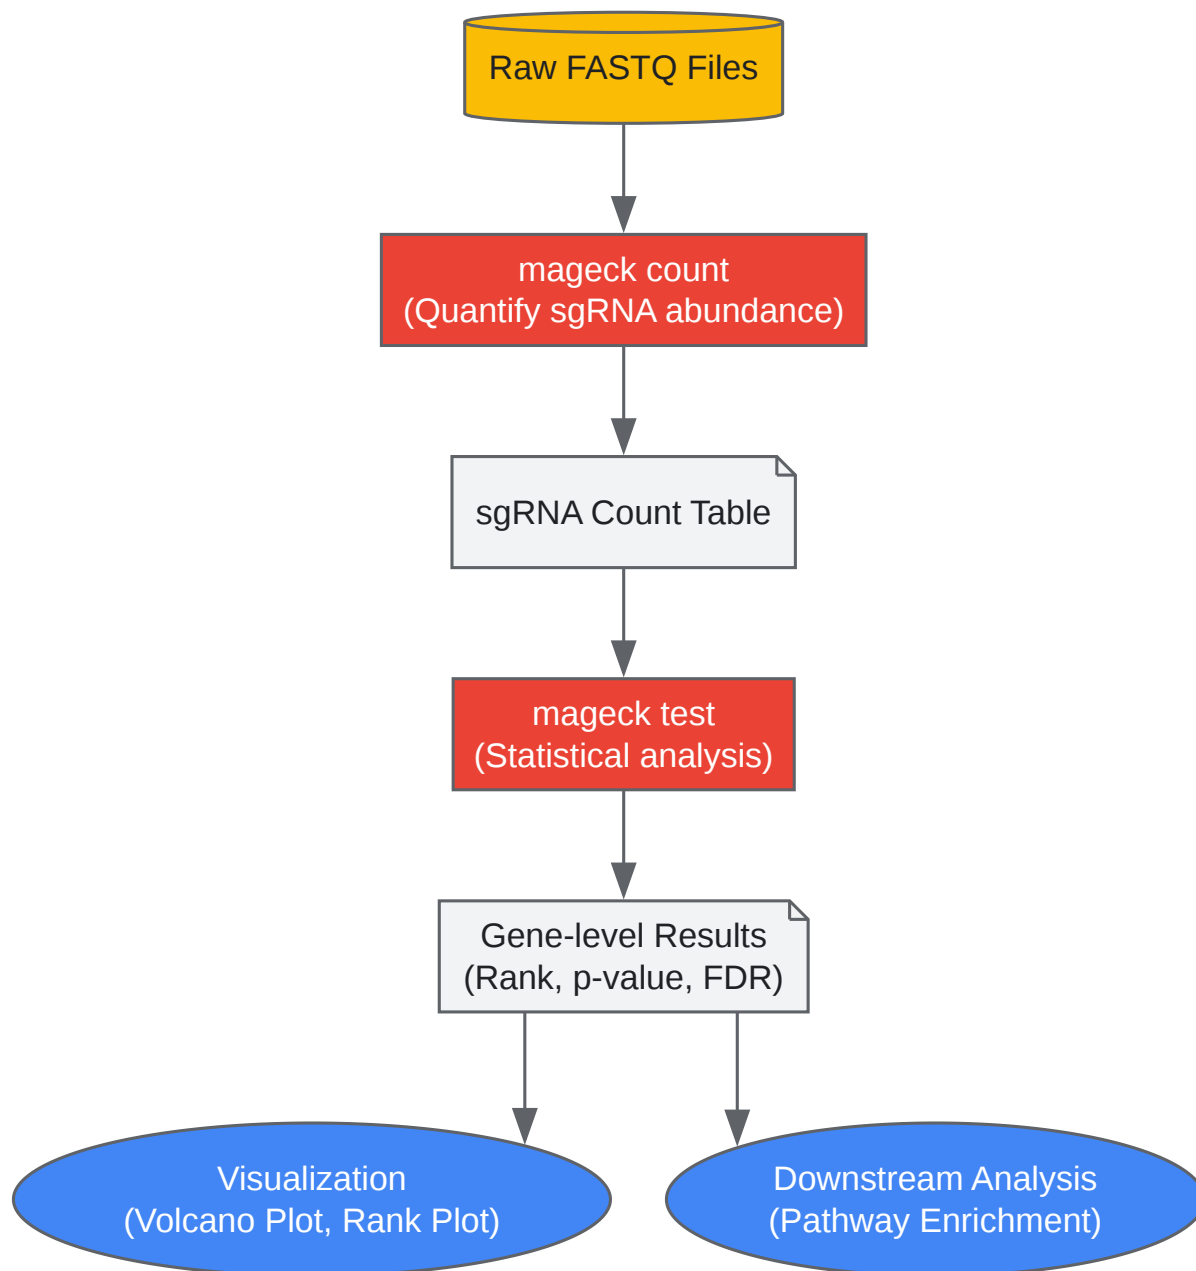 Raw FASTQ Files
mageck count
(Quantify sgRNA abundance)
sgRNA Count Table
mageck test
(Statistical analysis)
Gene-level Results
(Rank, p-value, FDR)
Visualization
(Volcano Plot, Rank Plot)
Downstream Analysis
(Pathway Enrichment)